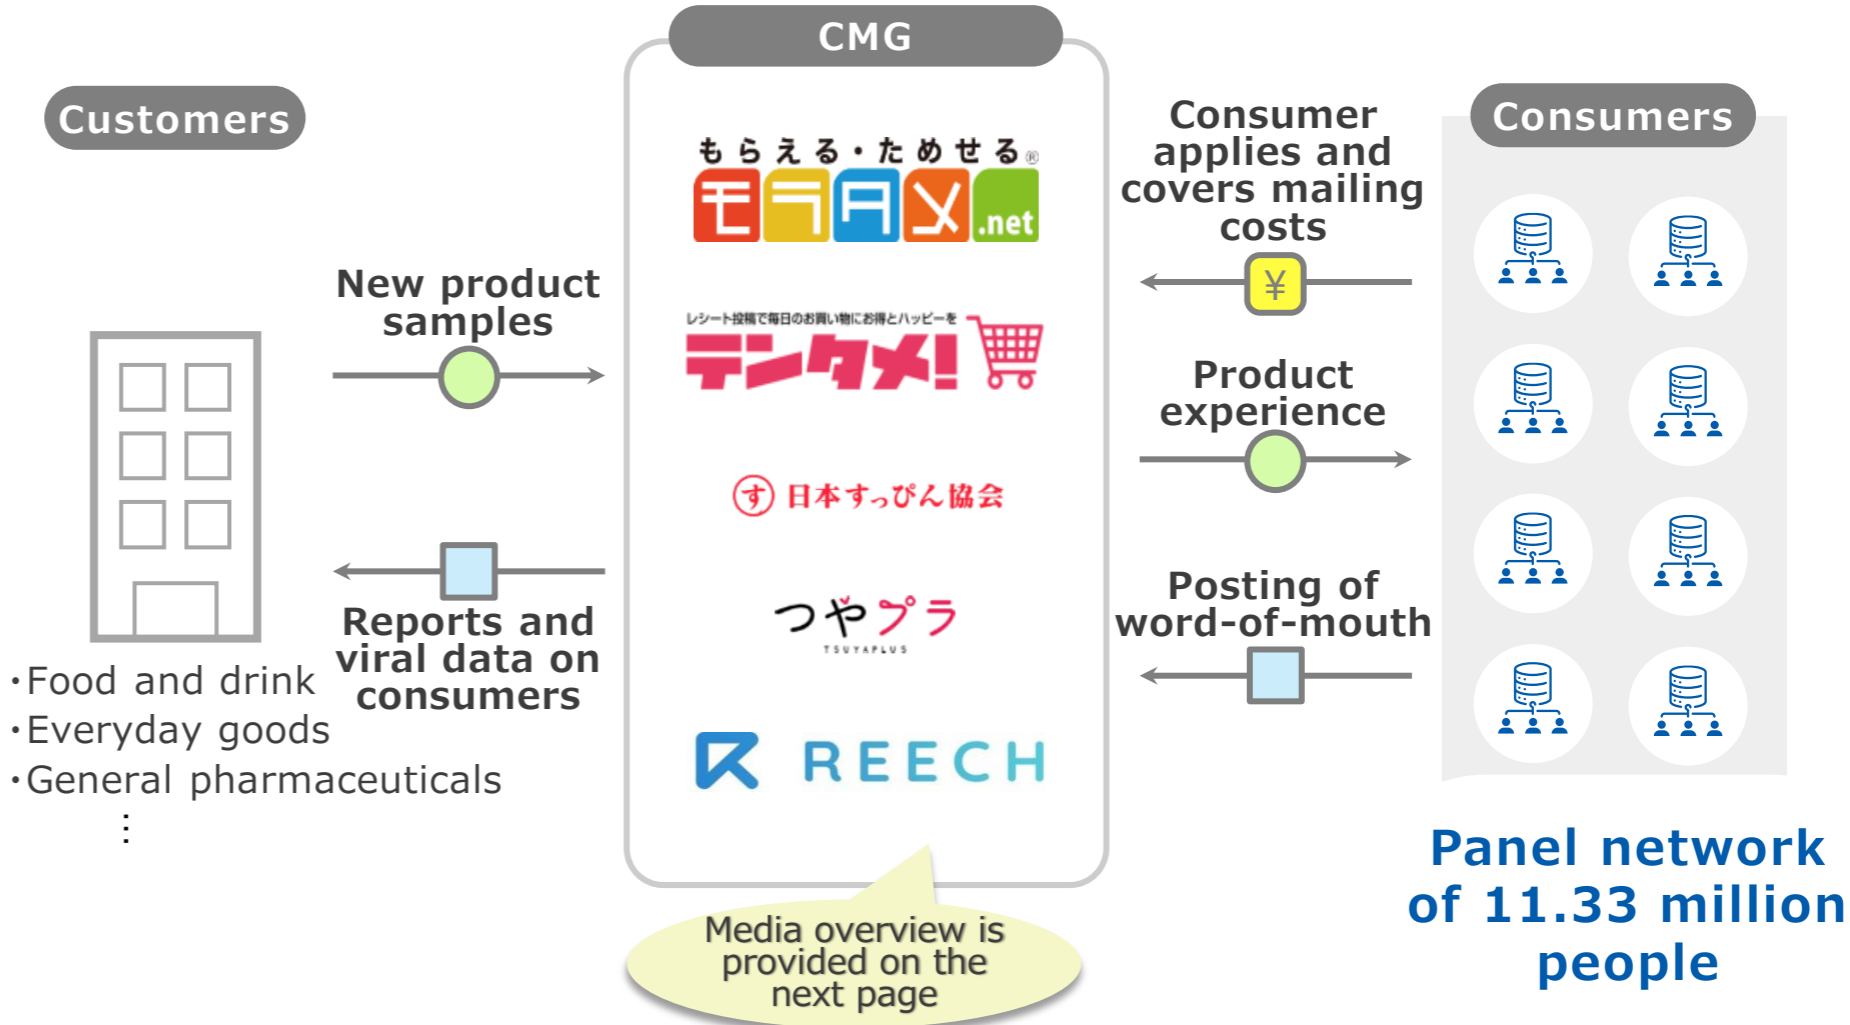 CMG
Customers
Consumers
もらえる・ためせる®
モラタメ.net
レシート投稿で毎日のお買い物にお得とハッピーを
テンタメ!
す 日本すっぴん協会
つやプラ
TSUYAPLUS
REECH
New product
samples
Reports and
viral data on
consumers
・Food and drink
・Everyday goods
・General pharmaceuticals
⋮
Consumer
applies and
covers mailing
costs
¥
Product
experience
Posting of
word-of-mouth
Panel network
of 11.33 million
people
Media overview is
provided on the
next page